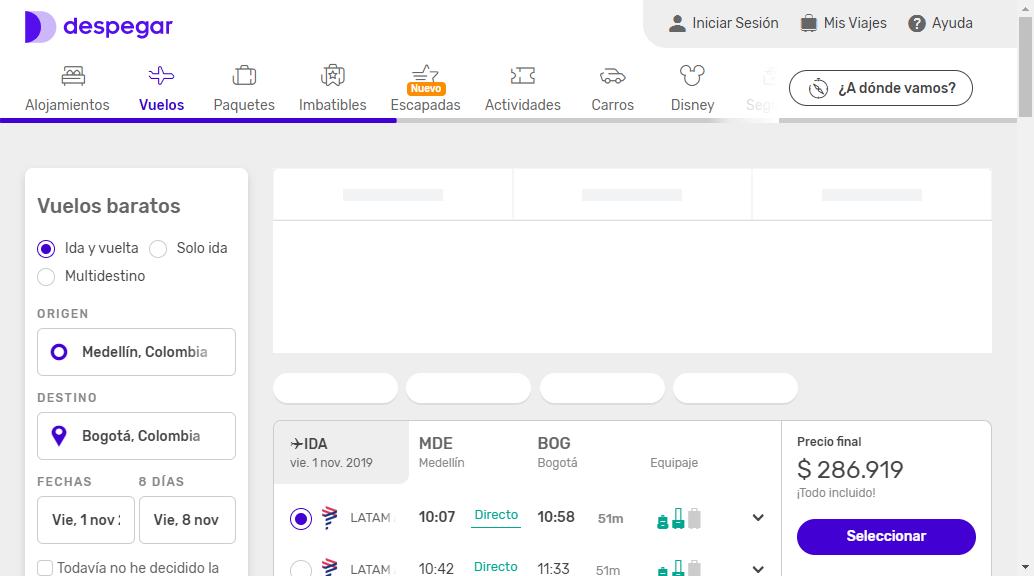 despegar
Iniciar Sesión
Mis Viajes
Ayuda
Alojamientos
Vuelos
Paquetes
Imbatibles
Nuevo
Escapadas
Actividades
Carros
Disney
¿A dónde vamos?
Vuelos baratos
Ida y vuelta
Solo ida
Multidestino
ORIGEN
Medellín, Colombia
DESTINO
Bogotá, Colombia
FECHAS
8 DÍAS
Vie, 1 nov
Vie, 8 nov
Todavía no he decidido la
IDA
vie. 1 nov. 2019
MDE
Medellín
BOG
Bogotá
Equipaje
LATAM
10:07
Directo
10:58
51m
LATAM
10:42
Directo
11:33
51m
Precio final
$ 286.919
¡Todo incluido!
Seleccionar